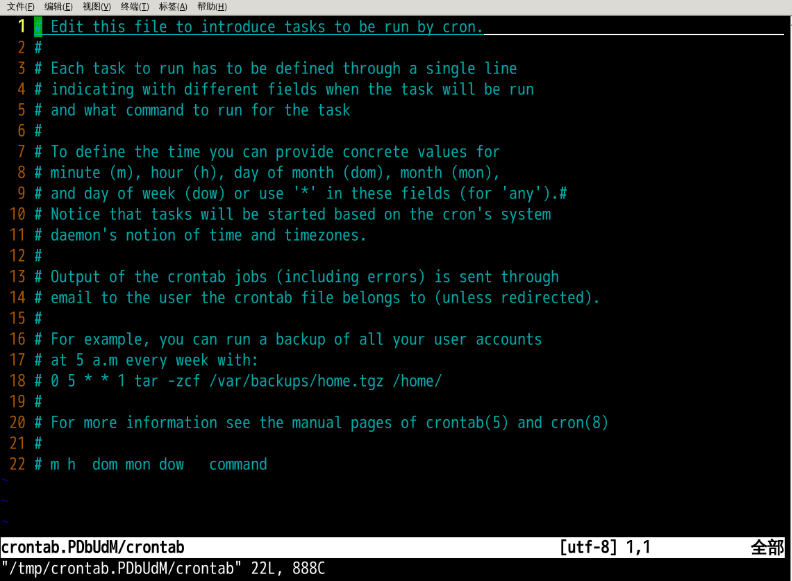 文件(F) 编辑(E) 视图(V) 终端(T) 标签(A) 帮助(H)
1 # Edit this file to introduce tasks to be run by cron.
2 #
3 # Each task to run has to be defined through a single line
4 # indicating with different fields when the task will be run
5 # and what command to run for the task
6 #
7 # To define the time you can provide concrete values for
8 # minute (m), hour (h), day of month (dom), month (mon),
9 # and day of week (dow) or use '*' in these fields (for 'any').#
10 # Notice that tasks will be started based on the cron's system
11 # daemon's notion of time and timezones.
12 #
13 # Output of the crontab jobs (including errors) is sent through
14 # email to the user the crontab file belongs to (unless redirected).
15 #
16 # For example, you can run a backup of all your user accounts
17 # at 5 a.m every week with:
18 # 0 5 * * 1 tar -zcf /var/backups/home.tgz /home/
19 #
20 # For more information see the manual pages of crontab(5) and cron(8)
21 #
22 # m h  dom mon dow   command
~
~
~
crontab.PDbUdM/crontab [utf-8] 1,1 全部
"/tmp/crontab.PDbUdM/crontab" 22L, 888C